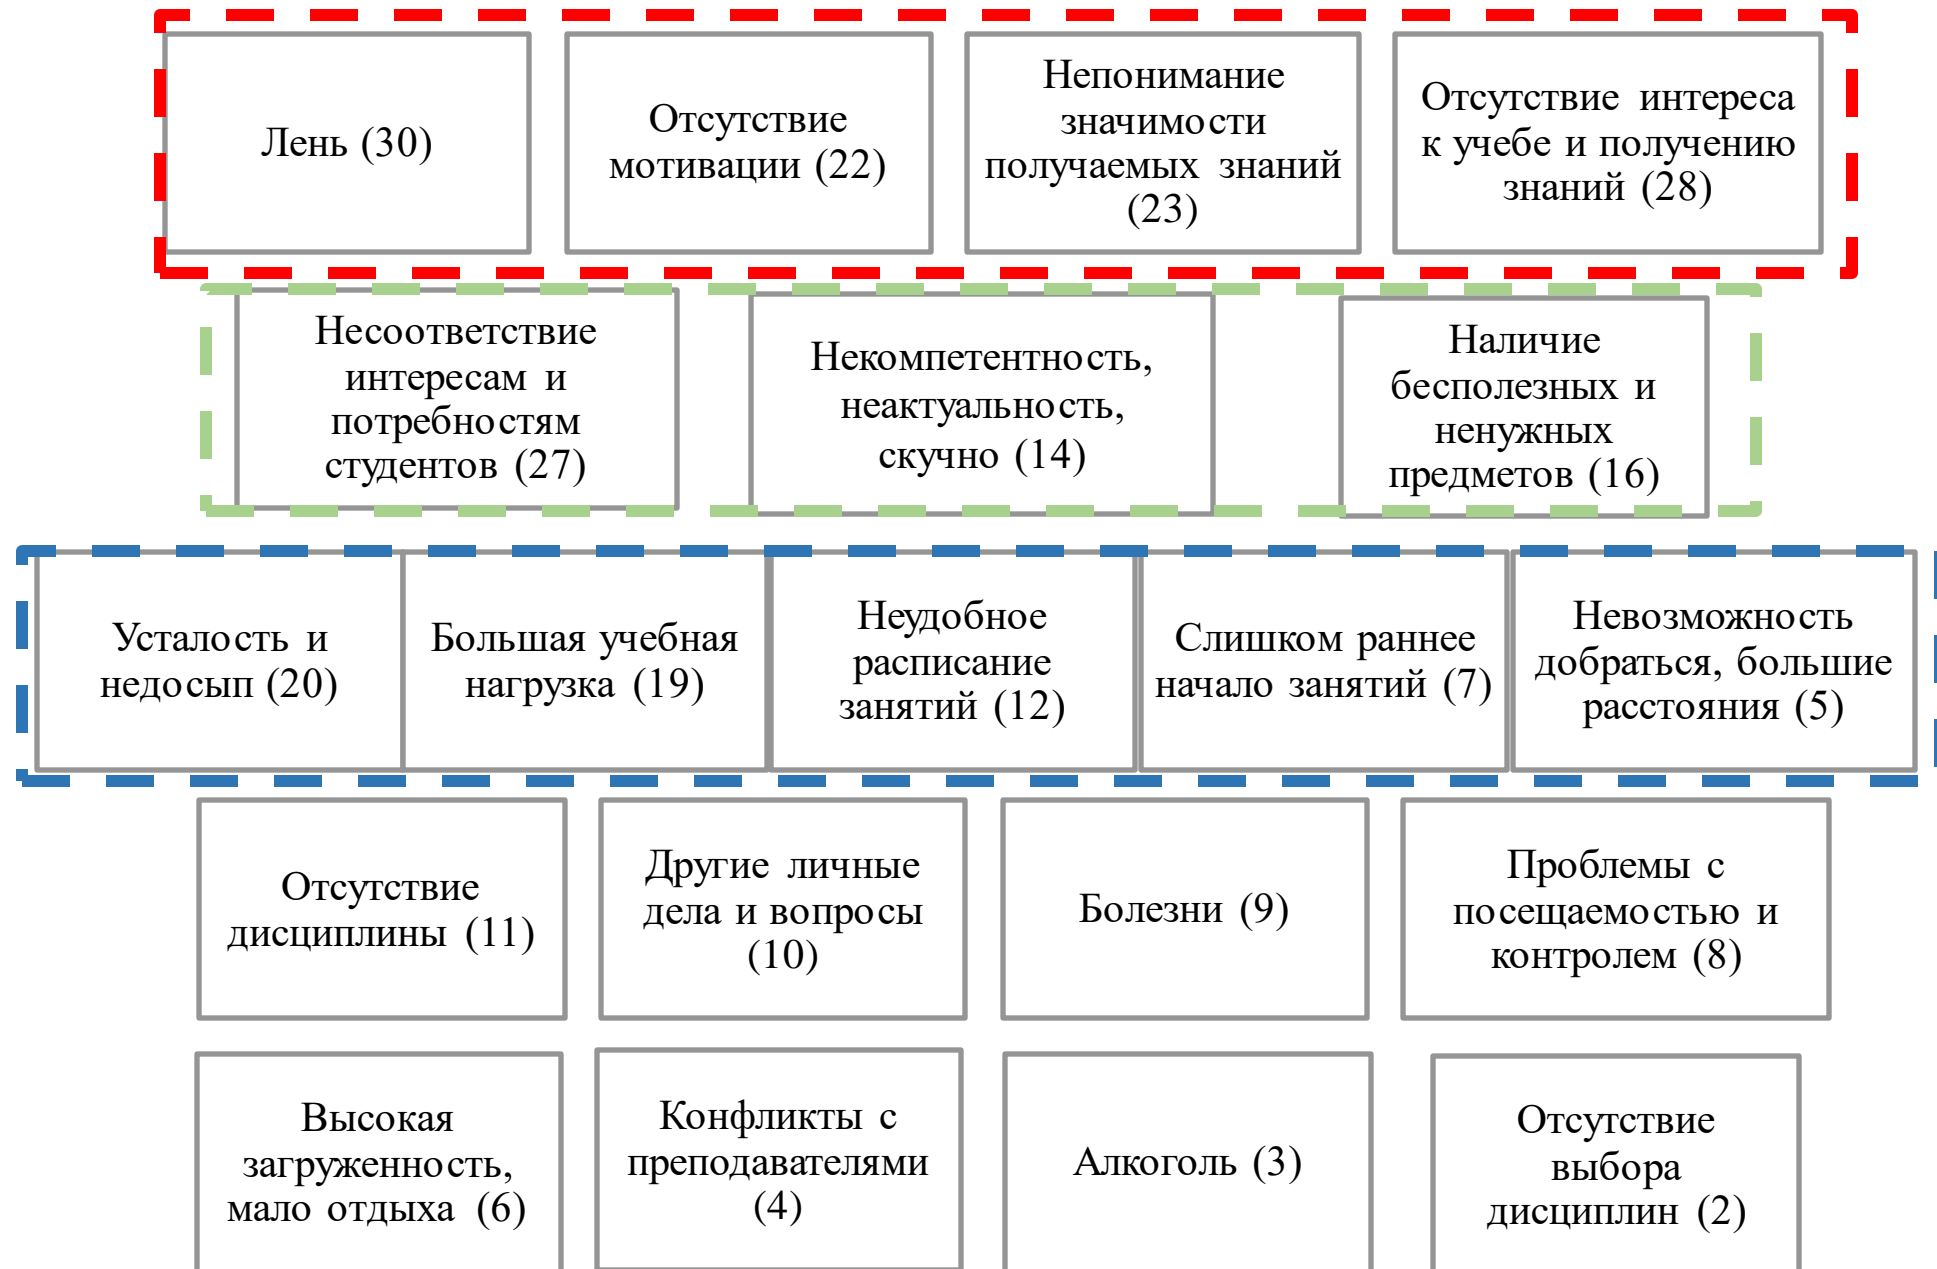 Лень (30)
Отсутствие
мотивации (22)
Непонимание
значимости
получаемых знаний
(23)
Отсутствие интереса
к учебе и получению
знаний (28)
Несоответствие
интересам и
потребностям
студентов (27)
Некомпетентность,
неактуальность,
скучно (14)
Наличие
бесполезных и
ненужных
предметов (16)
Усталость и
недосып (20)
Большая учебная
нагрузка (19)
Неудобное
расписание
занятий (12)
Слишком раннее
начало занятий (7)
Невозможность
добраться, большие
расстояния (5)
Отсутствие
дисциплины (11)
Другие личные
дела и вопросы
(10)
Болезни (9)
Проблемы с
посещаемостью и
контролем (8)
Высокая
загруженность,
мало отдыха (6)
Конфликты с
преподавателями
(4)
Алкоголь (3)
Отсутствие
выбора
дисциплин (2)